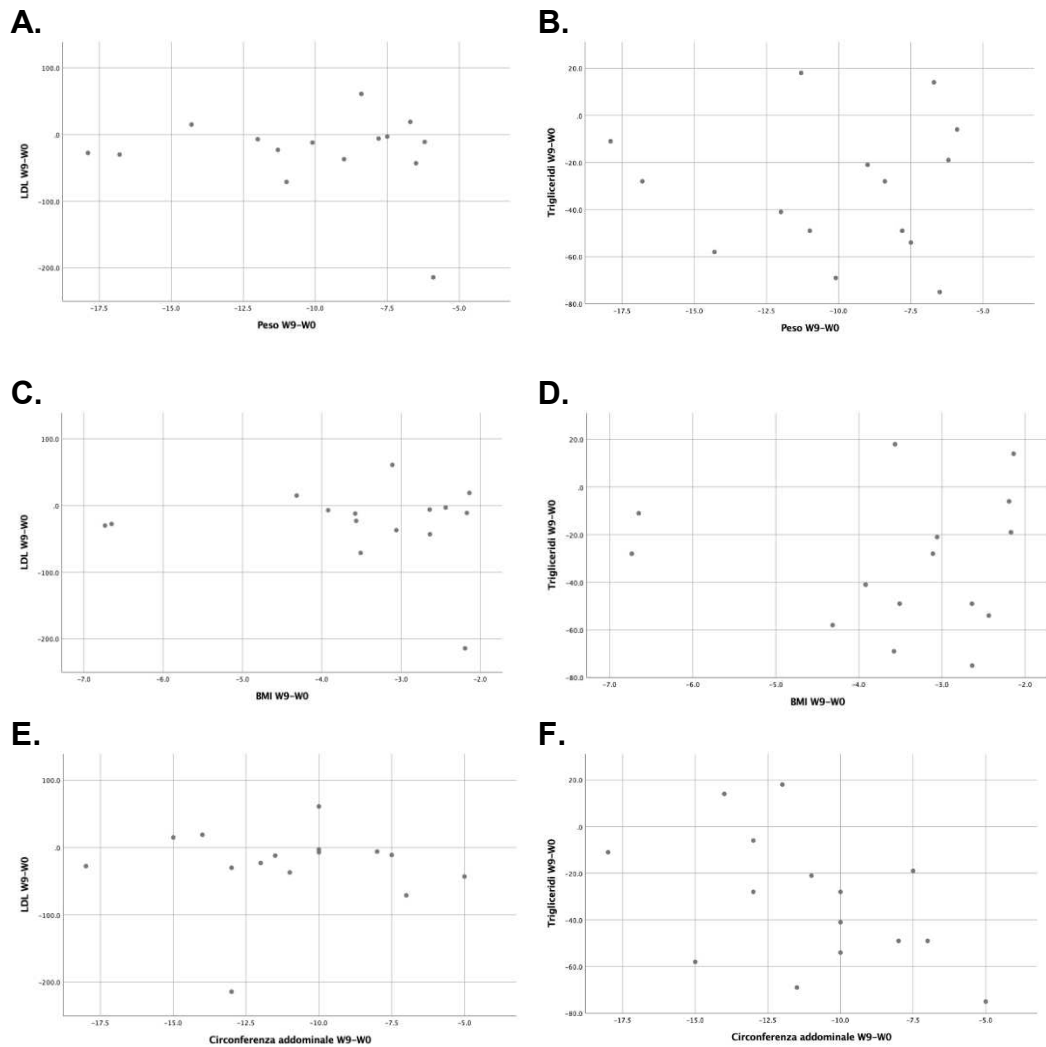 A.
100.0
.0
-100.0
-200.0
LDL W9-W0
-17.5 -15.0 -12.5 -10.0 -7.5 -5.0
Peso W9-W0
B.
20.0
.0
-20.0
-40.0
-60.0
-80.0
Trigliceridi W9-W0
-17.5 -15.0 -12.5 -10.0 -7.5 -5.0
Peso W9-W0
C.
100.0
.0
-100.0
-200.0
LDL W9-W0
-7.0 -6.0 -5.0 -4.0 -3.0 -2.0
BMI W9-W0
D.
20.0
.0
-20.0
-40.0
-60.0
-80.0
Trigliceridi W9-W0
-7.0 -6.0 -5.0 -4.0 -3.0 -2.0
BMI W9-W0
E.
100.0
.0
-100.0
-200.0
LDL W9-W0
-17.5 -15.0 -12.5 -10.0 -7.5 -5.0
Circonferenza addominale W9-W0
F.
20.0
.0
-20.0
-40.0
-60.0
-80.0
Trigliceridi W9-W0
-17.5 -15.0 -12.5 -10.0 -7.5 -5.0
Circonferenza addominale W9-W0